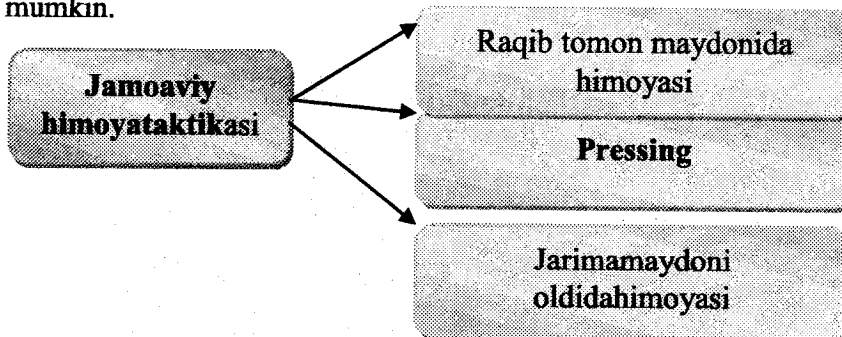 mumkin.
Jamoaviy
himoyataktikasi
Raqib tomon maydonida
himoyasi
Pressing
Jarimamaydoni
oldidahimoyasi